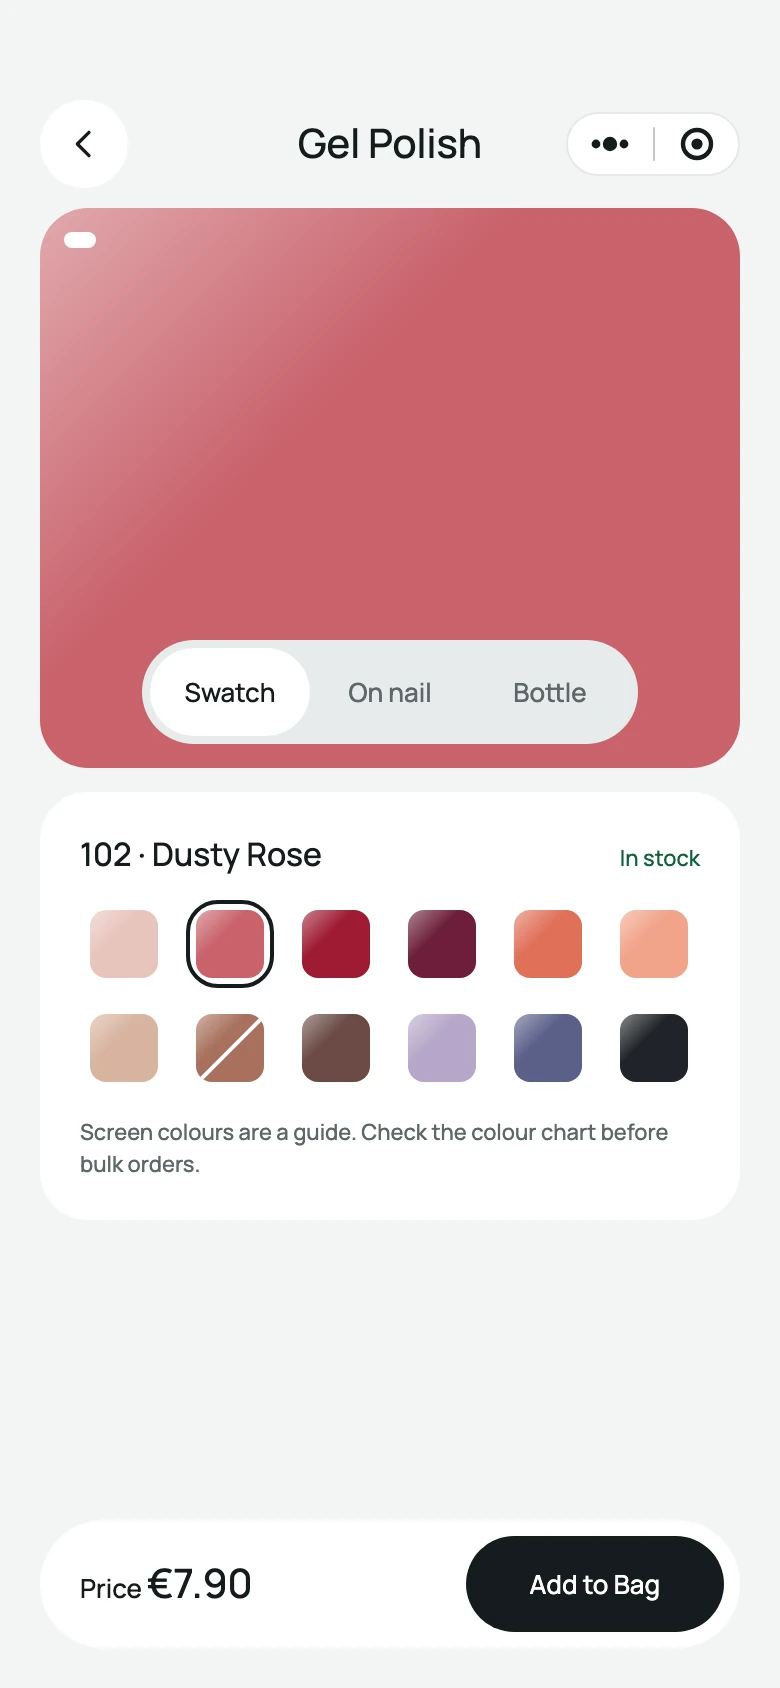 Gel Polish
Swatch
On nail
Bottle
102 · Dusty Rose
In stock
Screen colours are a guide. Check the colour chart before
bulk orders.
Price €7.90
Add to Bag